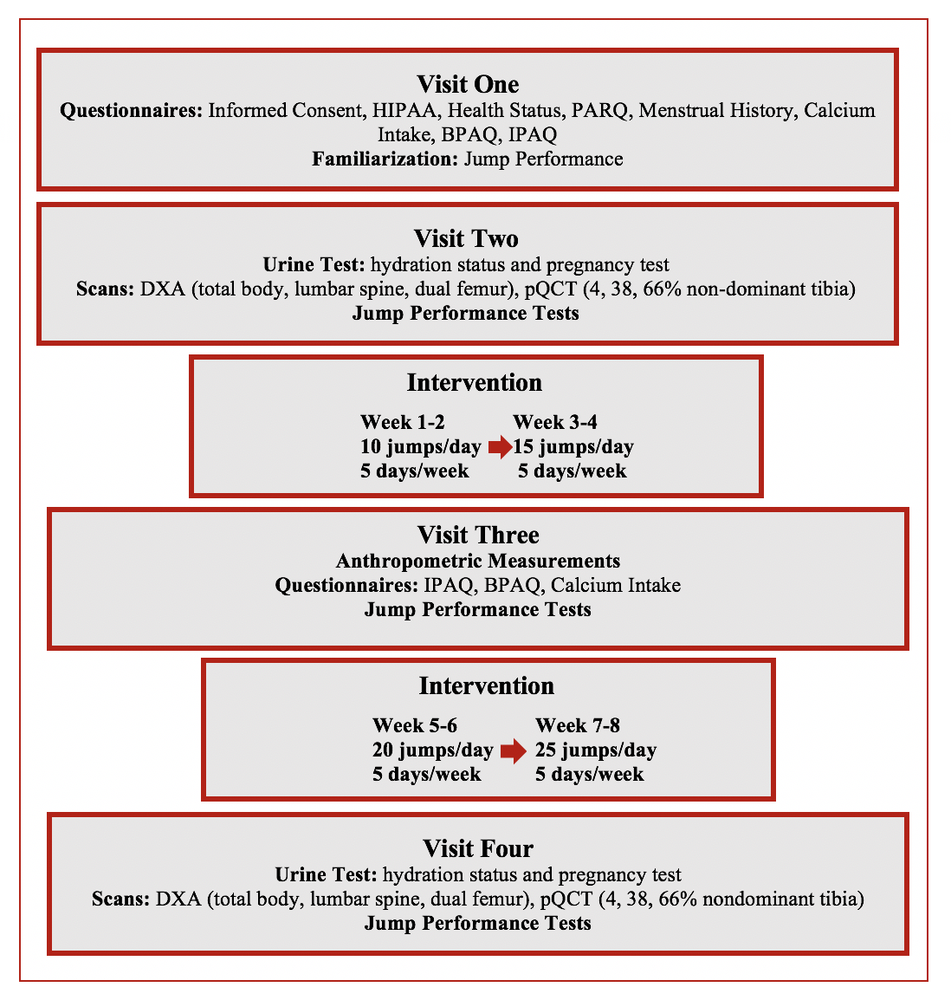 Visit One
Questionnaires: Informed Consent, HIPAA, Health Status, PARQ, Menstrual History, Calcium
Intake, BPAQ, IPAQ
Familiarization: Jump Performance
Visit Two
Urine Test: hydration status and pregnancy test
Scans: DXA (total body, lumbar spine, dual femur), pQCT (4, 38, 66% non-dominant tibia)
Jump Performance Tests
Intervention
Week 1-2
10 jumps/day
5 days/week
Week 3-4
15 jumps/day
5 days/week
Visit Three
Anthropometric Measurements
Questionnaires: IPAQ, BPAQ, Calcium Intake
Jump Performance Tests
Intervention
Week 5-6
20 jumps/day
5 days/week
Week 7-8
25 jumps/day
5 days/week
Visit Four
Urine Test: hydration status and pregnancy test
Scans: DXA (total body, lumbar spine, dual femur), pQCT (4, 38, 66% nondominant tibia)
Jump Performance Tests